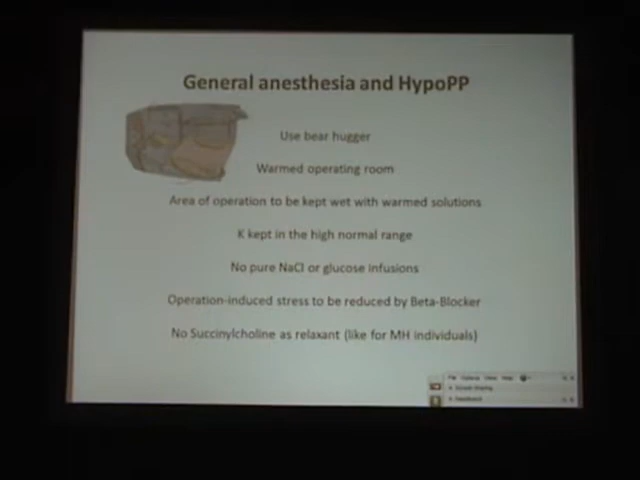 General anesthesia and HypoPP
Use bear hugger
Warmed operating room
Area of operation to be kept wet with warmed solutions
K kept in the high normal range
No pure NaCl or glucose infusions
Operation-induced stress to be reduced by Beta-Blocker
No Succinylcholine as relaxant (like for MH individuals)
View Help